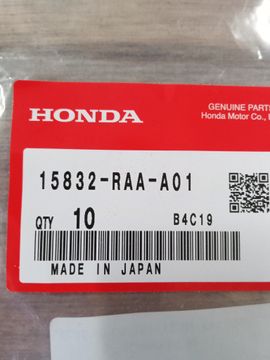 HONDA
GENUINE PARTS
Honda Motor Co.,
15832-RAA-A01
QTY 10 B4C19
MADE IN JAPAN